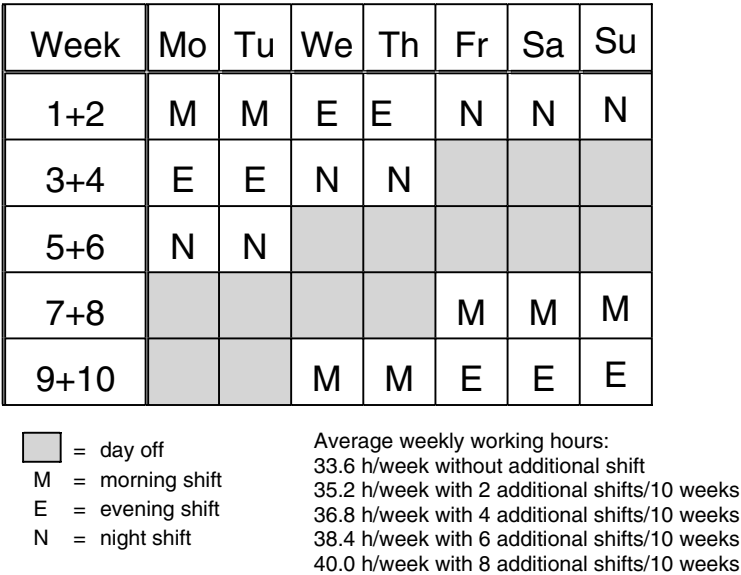 Week Mo Tu We Th Fr Sa Su
1+2 M M E E N N N
3+4 E E N N
5+6 N N
7+8 M M M
9+10 M M E E E
= day off
M = morning shift
E = evening shift
N = night shift
Average weekly working hours:
33.6 h/week without additional shift
35.2 h/week with 2 additional shifts/10 weeks
36.8 h/week with 4 additional shifts/10 weeks
38.4 h/week with 6 additional shifts/10 weeks
40.0 h/week with 8 additional shifts/10 weeks